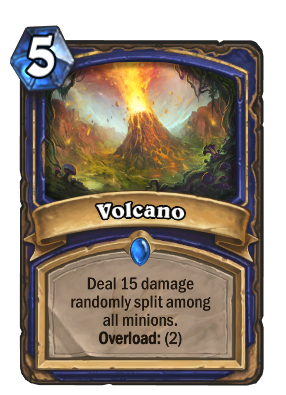 5
Volcano
Deal 15 damage
randomly split among
all minions.
Overload: (2)